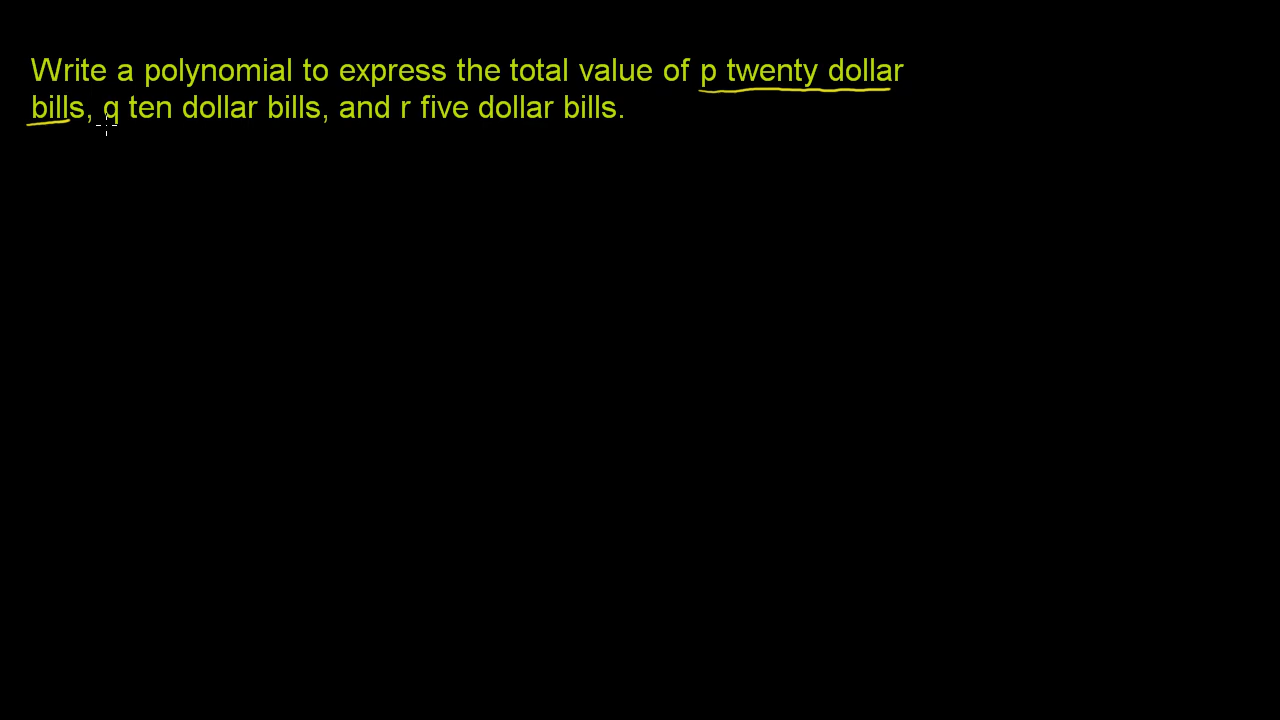 Write a polynomial to express the total value of p twenty dollar
bills, q ten dollar bills, and r five dollar bills.